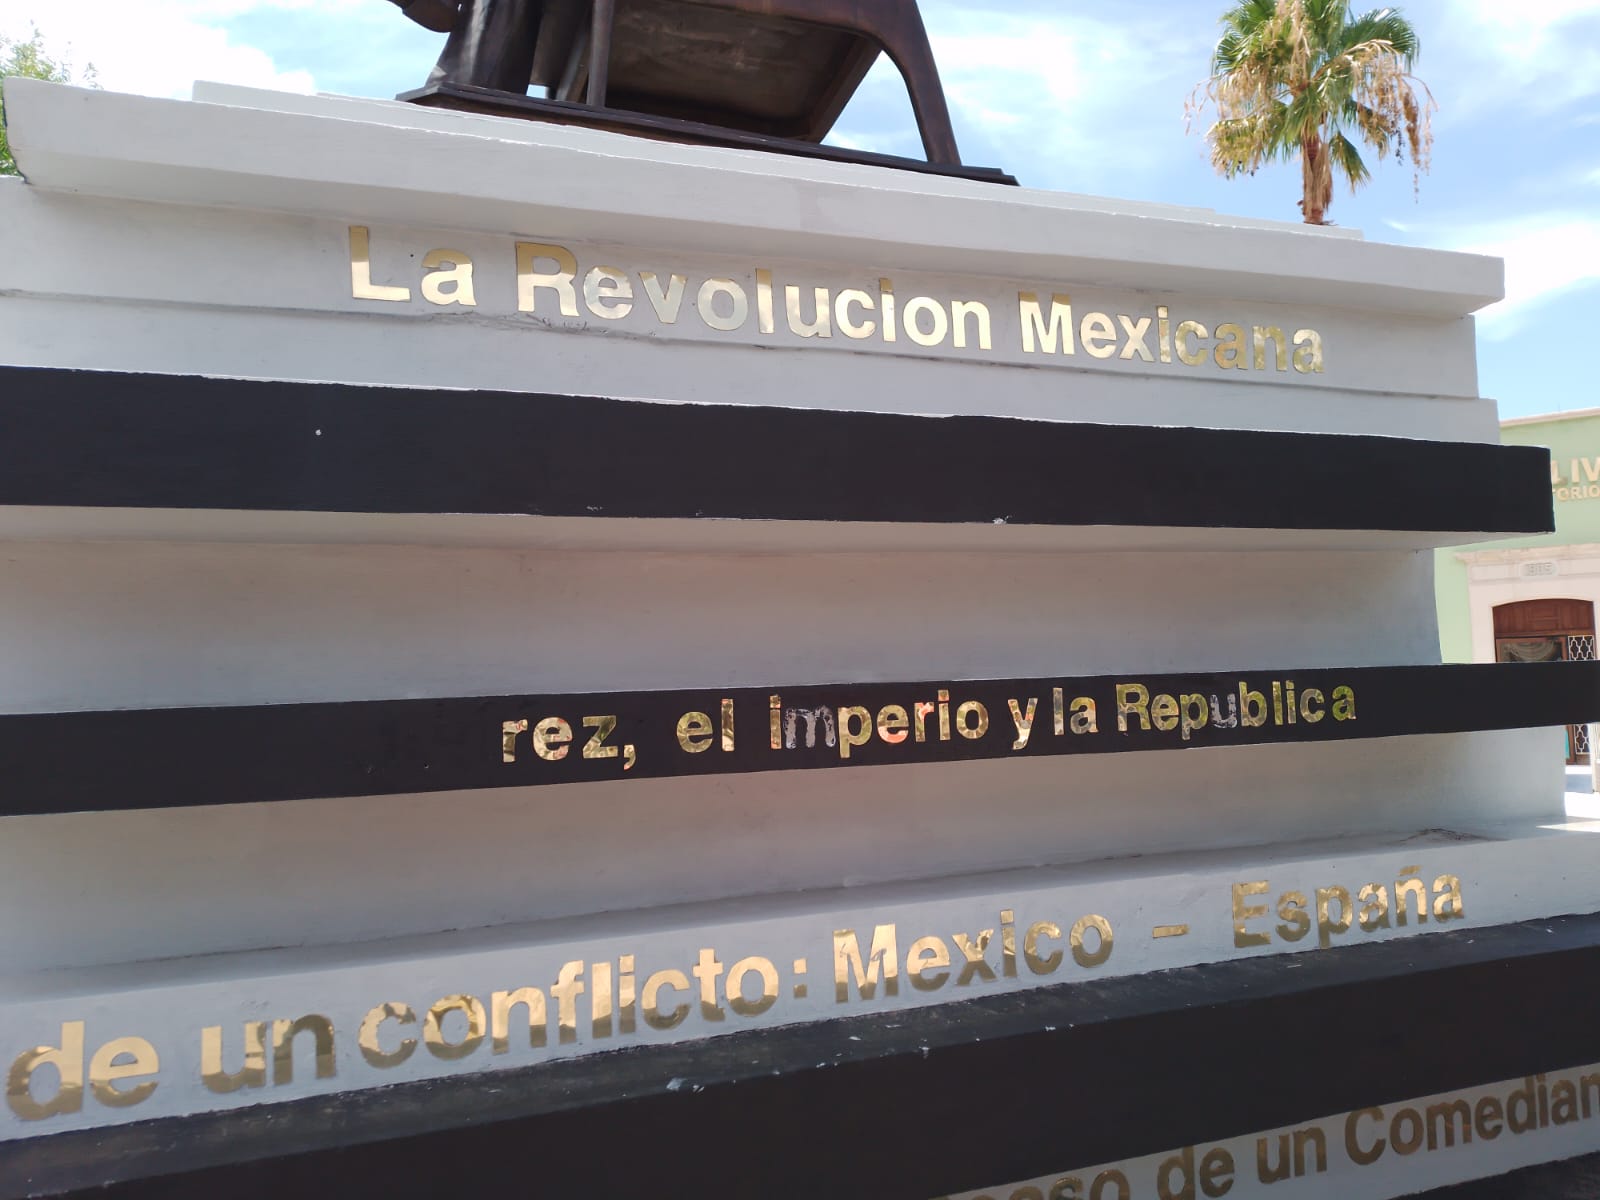 La Revolucion Mexicana
rez, el imperio y la Republica
de un conflicto: Mexico - España
de un Comedian